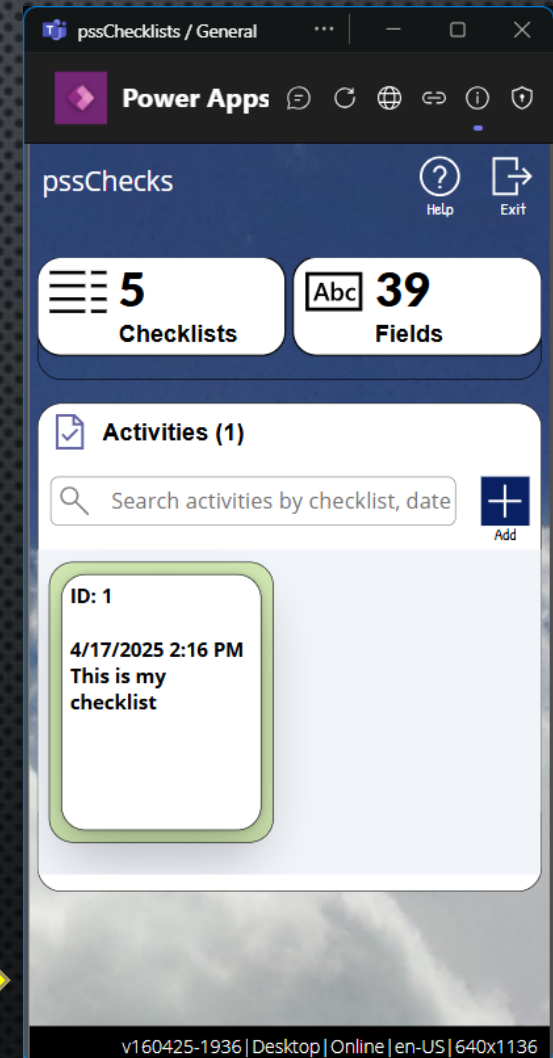 pssChecklists / General
Power Apps
pssChecks
Help
Exit
5
Checklists
Abc
39
Fields
Activities (1)
Search activities by checklist, date
Add
ID: 1
4/17/2025 2:16 PM
This is my
checklist
v160425-1936|Desktop|Online|en-US|640x1136